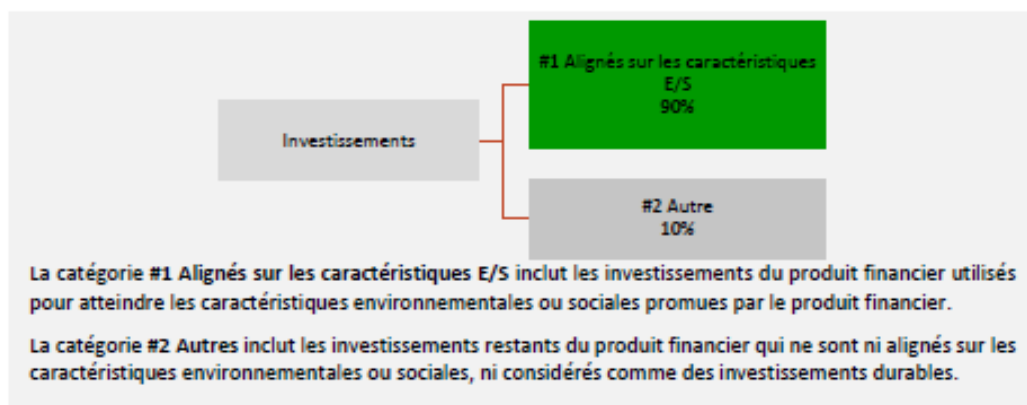 #1 Alignés sur les caractéristiques
E/S
90%
Investissements
#2 Autre
10%
La catégorie #1 Alignés sur les caractéristiques E/S inclut les investissements du produit financier utilisés
pour atteindre les caractéristiques environnementales ou sociales promues par le produit financier.
La catégorie #2 Autres inclut les investissements restants du produit financier qui ne sont ni alignés sur les
caractéristiques environnementales ou sociales, ni considérés comme des investissements durables.